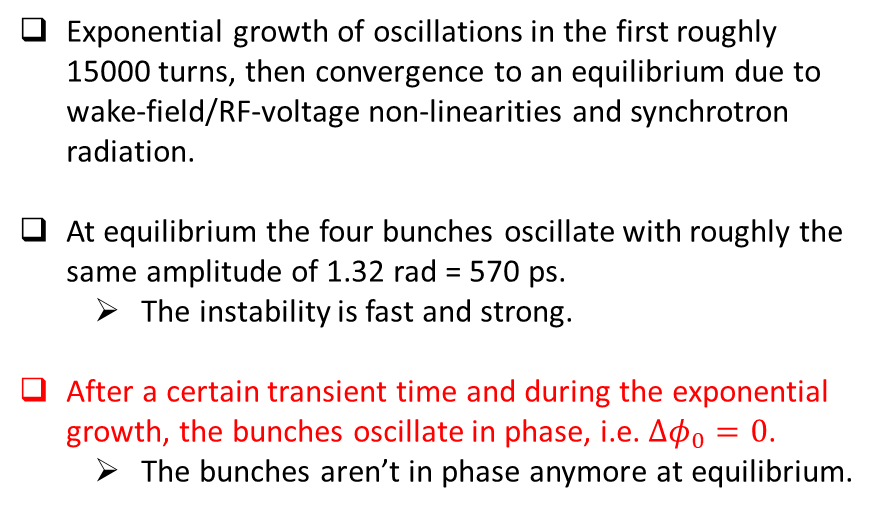 ❑ Exponential growth of oscillations in the first roughly
15000 turns, then convergence to an equilibrium due to
wake-field/RF-voltage non-linearities and synchrotron
radiation.
❑ At equilibrium the four bunches oscillate with roughly the
same amplitude of 1.32 rad = 570 ps.
➢ The instability is fast and strong.
❑ After a certain transient time and during the exponential
growth, the bunches oscillate in phase, i.e. Δϕ₀ = 0.
➢ The bunches aren’t in phase anymore at equilibrium.